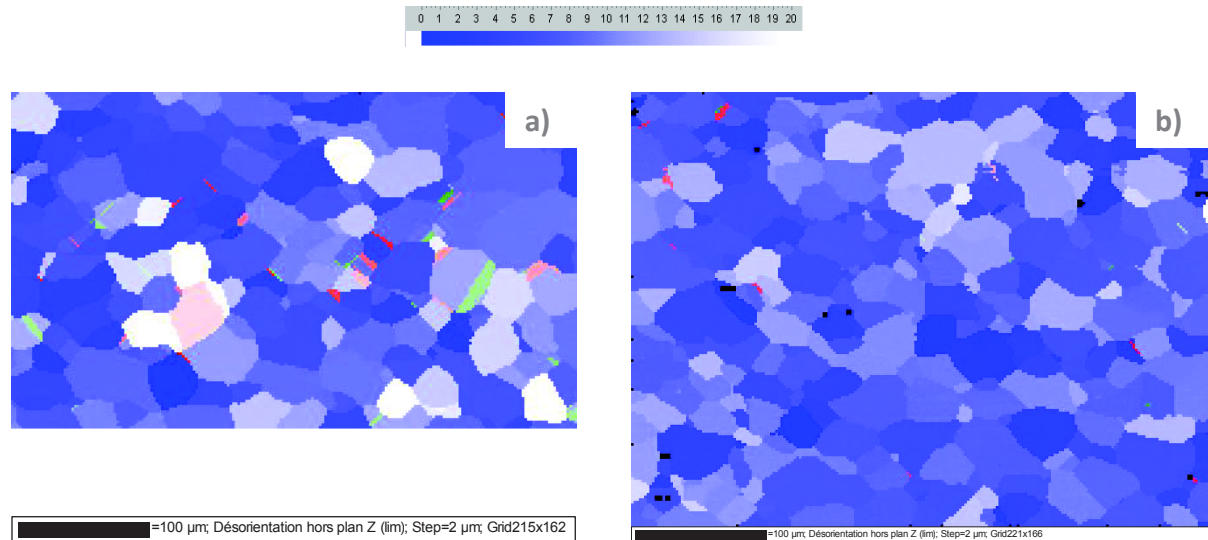 0 1 2 3 4 5 6 7 8 9 10 11 12 13 14 15 16 17 18 19 20
a)
b)
=100 µm; Désorientation hors plan Z (lim); Step=2 µm; Grid215x162
=100 µm; Désorientation hors plan Z (lim); Step=2 µm; Grid221x166